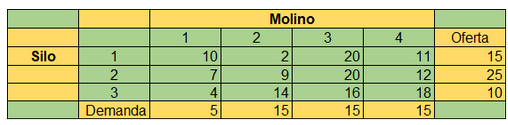 Molino
1 2 3 4 Oferta
Silo 1 10 2 20 11 15
2 7 9 20 12 25
3 4 14 16 18 10
Demanda 5 15 15 15